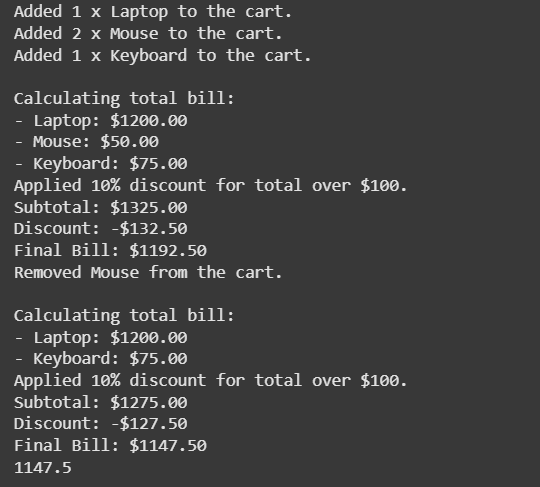 Added 1 x Laptop to the cart.
Added 2 x Mouse to the cart.
Added 1 x Keyboard to the cart.

Calculating total bill:
- Laptop: $1200.00
- Mouse: $50.00
- Keyboard: $75.00
Applied 10% discount for total over $100.
Subtotal: $1325.00
Discount: -$132.50
Final Bill: $1192.50
Removed Mouse from the cart.

Calculating total bill:
- Laptop: $1200.00
- Keyboard: $75.00
Applied 10% discount for total over $100.
Subtotal: $1275.00
Discount: -$127.50
Final Bill: $1147.50
1147.5